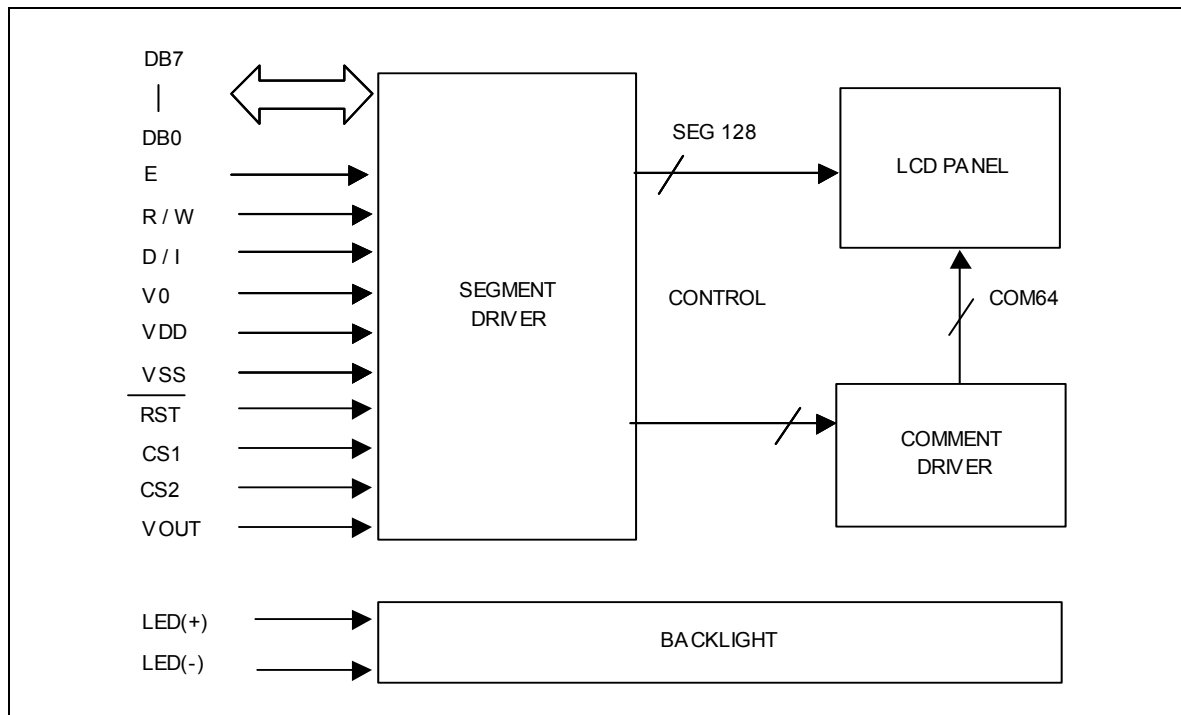 DB7
|
DB0
E
R / W
D / I
V0
VDD
VSS
RST
CS1
CS2
VOUT
LED(+)
LED(-)
SEGMENT
DRIVER
SEG 128
CONTROL
LCD PANEL
COM64
COMMENT
DRIVER
BACKLIGHT